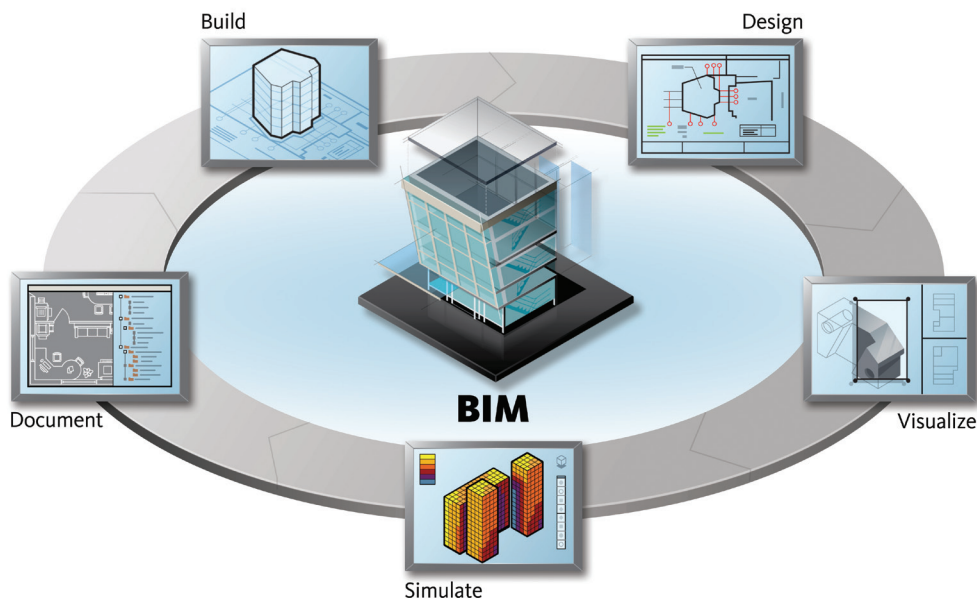 Build
Design
Document
BIM
Visualize
Simulate